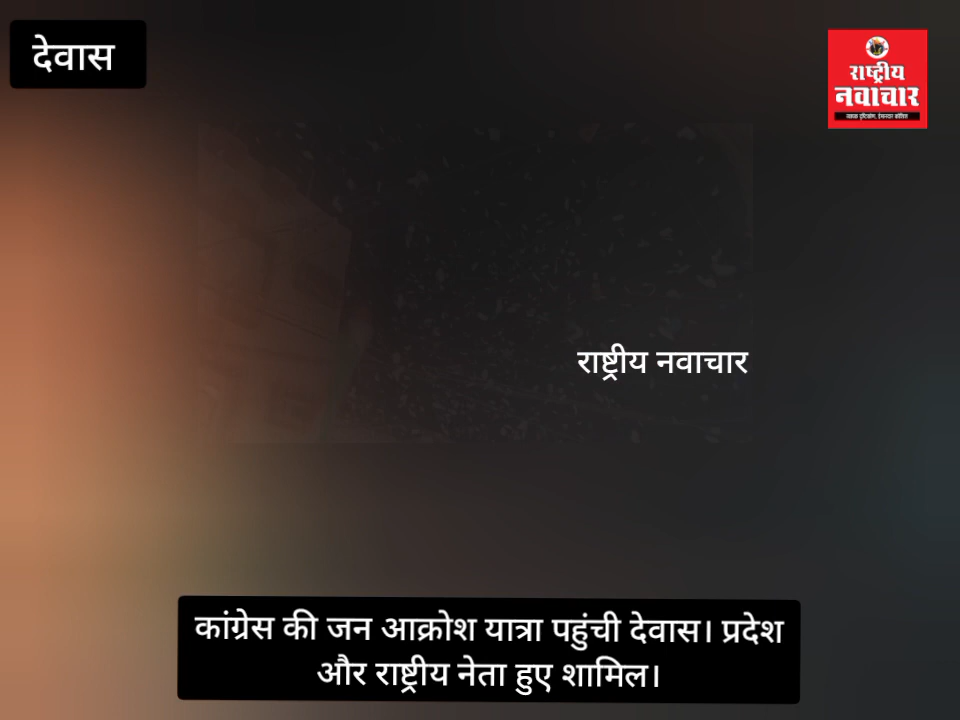 देवास
राष्ट्रीय
नवाचार
राष्ट्रीय नवाचार
कांग्रेस की जन आक्रोश यात्रा पहुंची देवास। प्रदेश
और राष्ट्रीय नेता हुए शामिल।